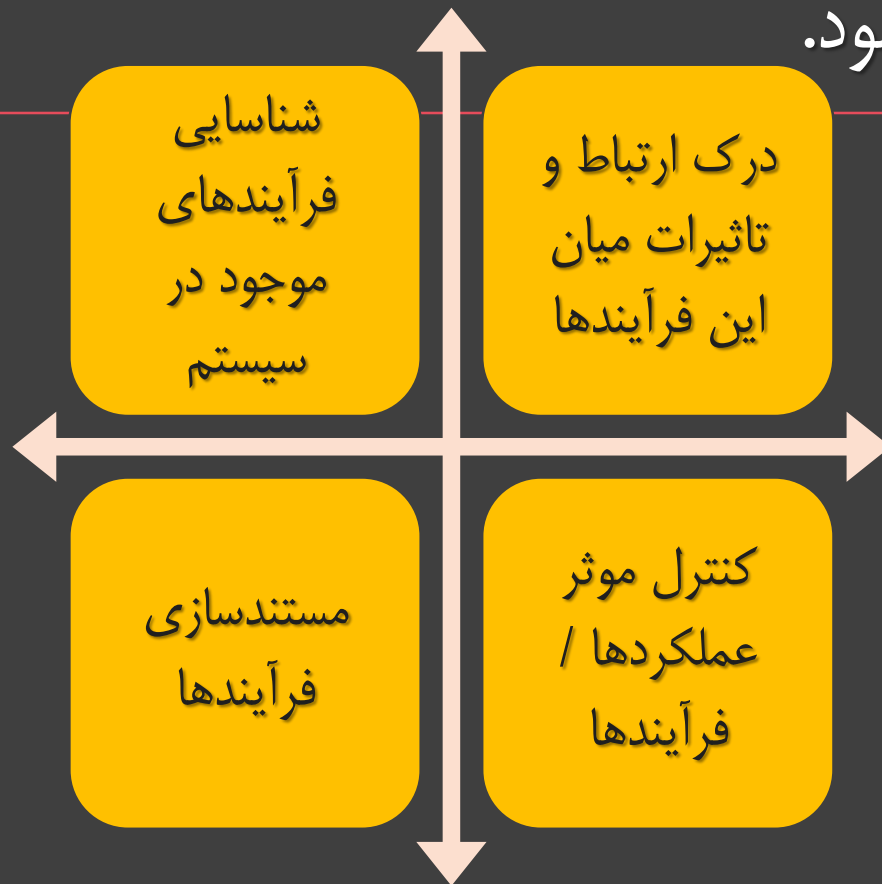 درک ارتباط و
تاثیرات میان
این فرآیندها
شناسایی
فرآیندهای
موجود در
سیستم
کنترل موثر
عملکردها /
فرآیندها
مستندسازی
فرآیندها